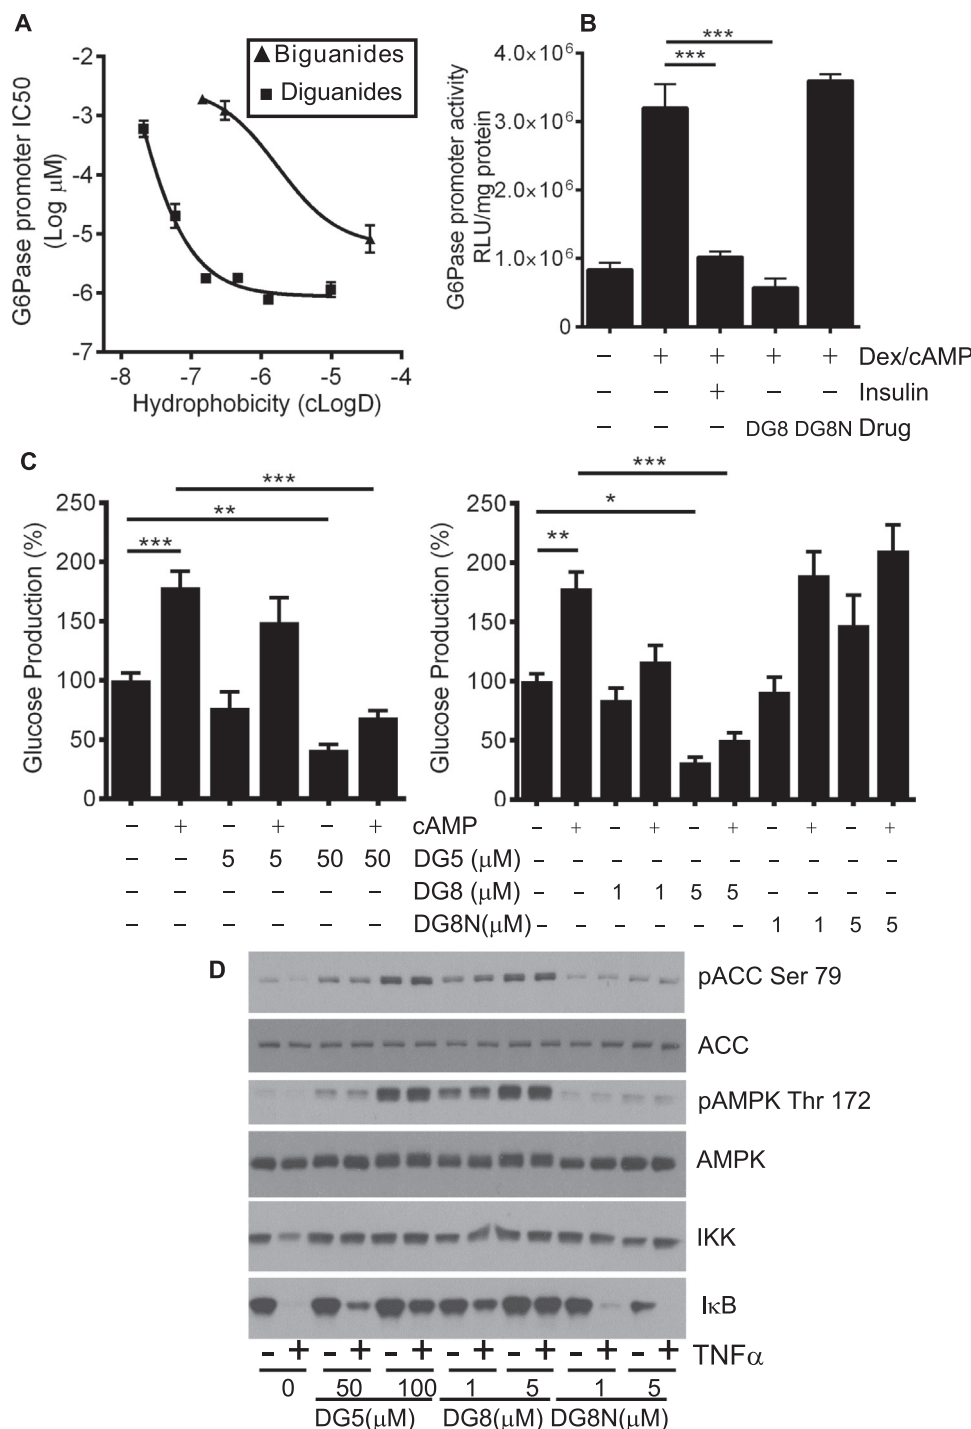 A
G6Pase promoter IC50
(Log μM)
-2
-3
-4
-5
-6
-7
▲ Biguanides
■ Diguanides
-8 -7 -6 -5 -4
Hydrophobicity (cLogD)
B
G6Pase promoter activity
RLU/mg protein
4.0×10⁶
3.6×10⁶
2.0×10⁶
1.0×10⁶
0
***
***
– + + + + Dex/cAMP
– – + – – Insulin
– – – DG8 DG8N Drug
C
Glucose Production (%)
250
200
150
100
50
0
***
**
***
Glucose Production (%)
250
200
150
100
50
0
***
*
**
– + – + – + cAMP – + – + – + – + – +
– – 5 5 50 50 DG5 (μM) – – – – – – – – – –
– – – – – – DG8 (μM) – – 1 1 5 5 – – – –
– – – – – – DG8N(μM) – – – – – – 1 1 5 5
D
pACC Ser 79
ACC
pAMPK Thr 172
AMPK
IKK
IκB
– + – + – + – + – + – + – + TNFα
0 50 100 1 5 1 5
DG5(μM) DG8(μM) DG8N(μM)